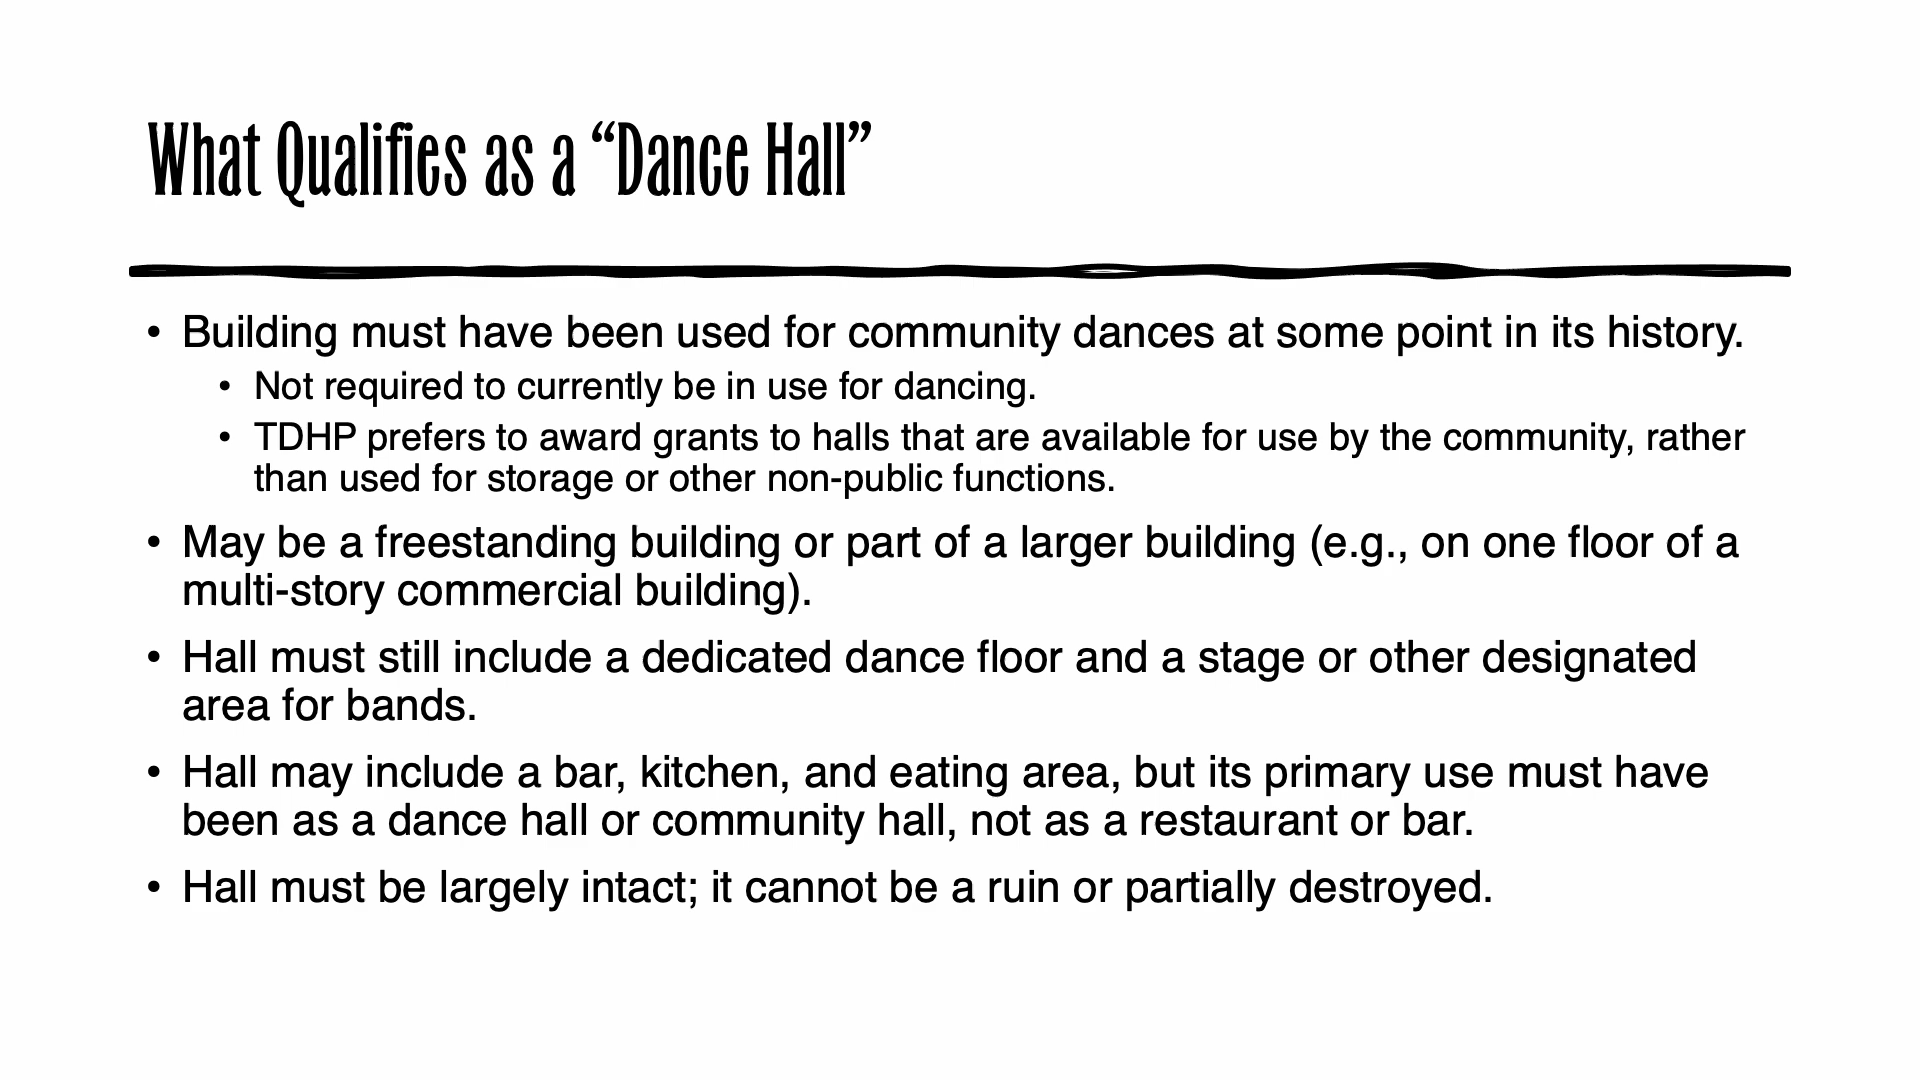 What Qualifies as a “Dance Hall”
• Building must have been used for community dances at some point in its history.
• Not required to currently be in use for dancing.
• TDHP prefers to award grants to halls that are available for use by the community, rather
than used for storage or other non-public functions.
• May be a freestanding building or part of a larger building (e.g., on one floor of a
multi-story commercial building).
• Hall must still include a dedicated dance floor and a stage or other designated
area for bands.
• Hall may include a bar, kitchen, and eating area, but its primary use must have
been as a dance hall or community hall, not as a restaurant or bar.
• Hall must be largely intact; it cannot be a ruin or partially destroyed.